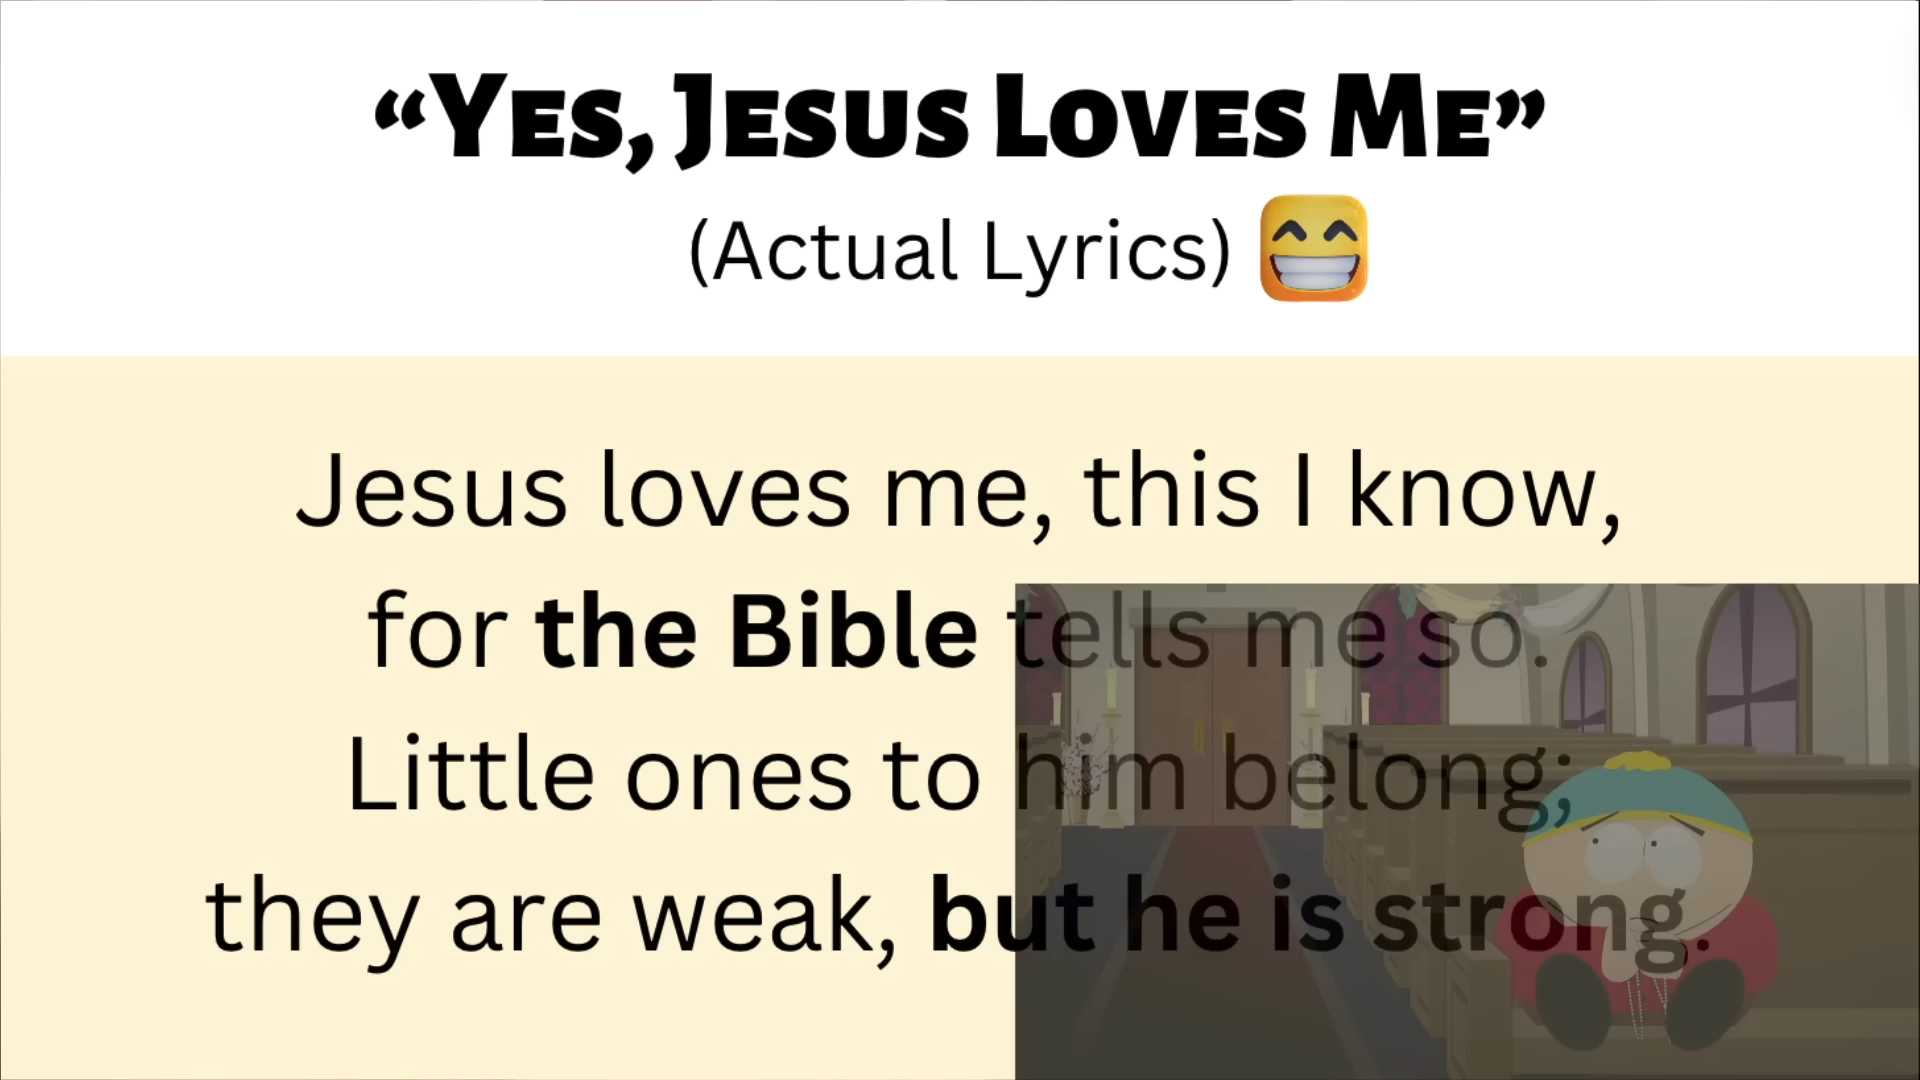 “Yes, Jesus Loves Me”
(Actual Lyrics)
Jesus loves me, this I know,
for the Bible tells me so.
Little ones to him belong;
they are weak, but he is strong.